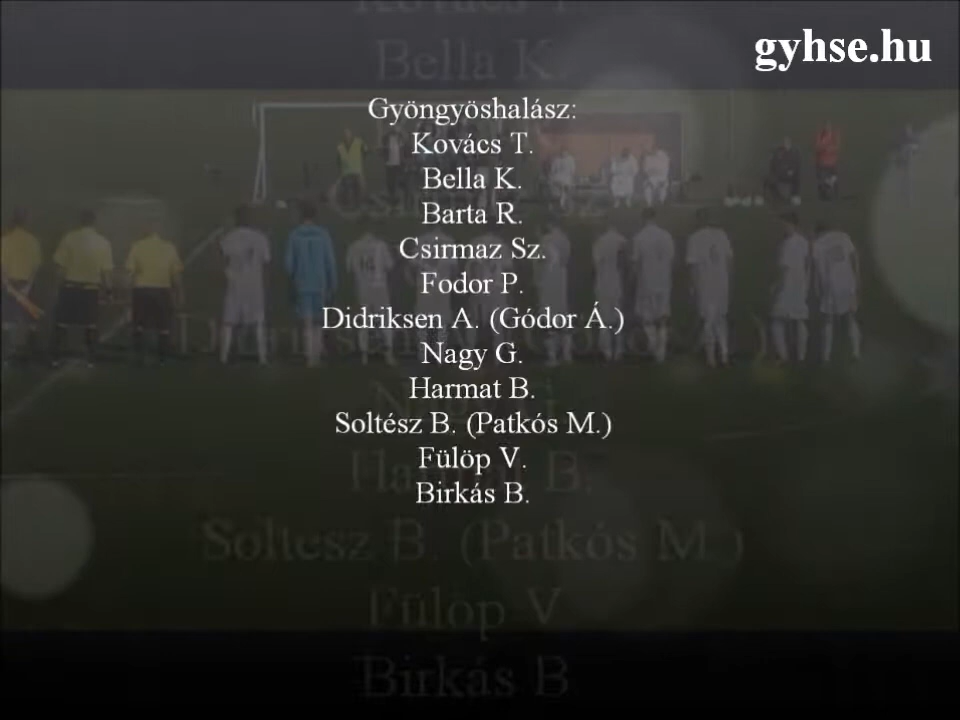 gyhse.hu
Gyöngyöshalász:
Kovács T.
Bella K.
Barta R.
Csirmaz Sz.
Fodor P.
Didriksen A. (Gódor Á.)
Nagy G.
Harmat B.
Soltész B. (Patkós M.)
Fülöp V.
Birkás B.